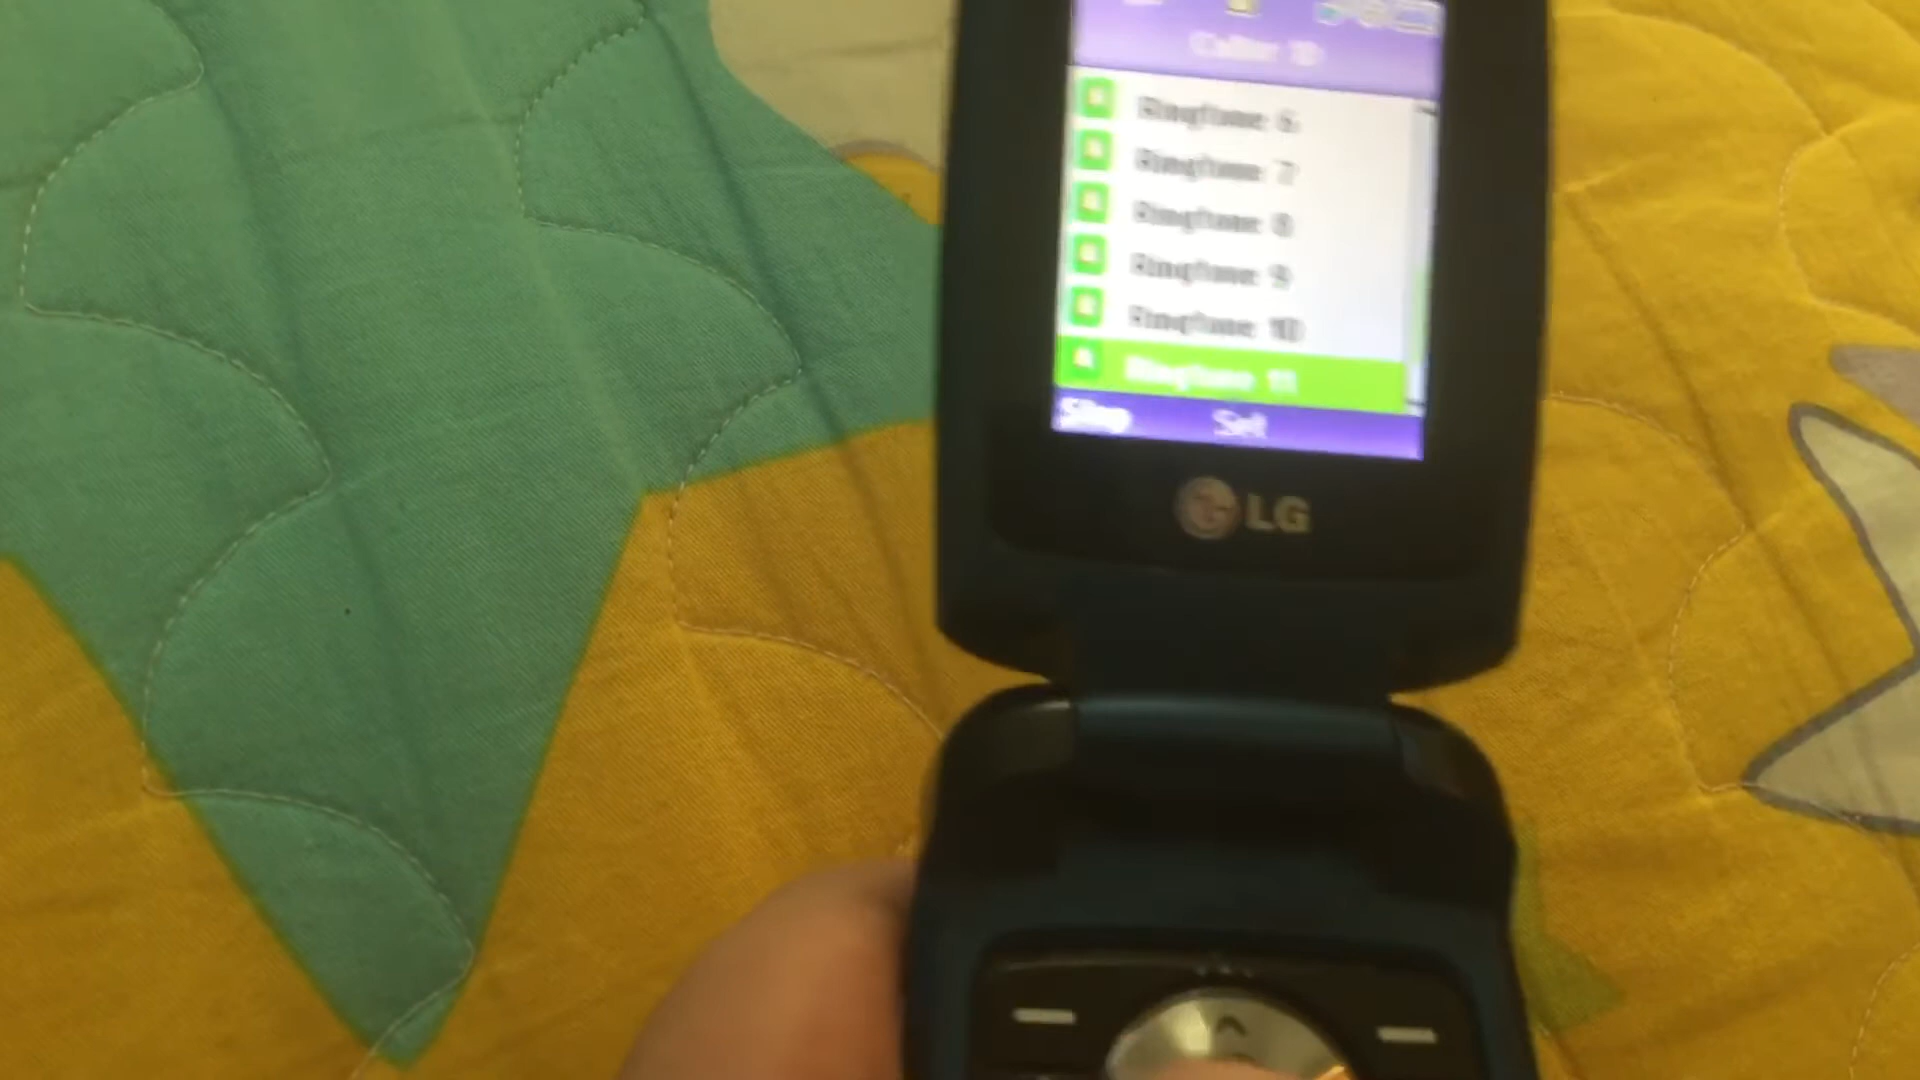 Caller ID
Ringtone 6
Ringtone 7
Ringtone 8
Ringtone 9
Ringtone 10
Ringtone 11
Stop Set
LG